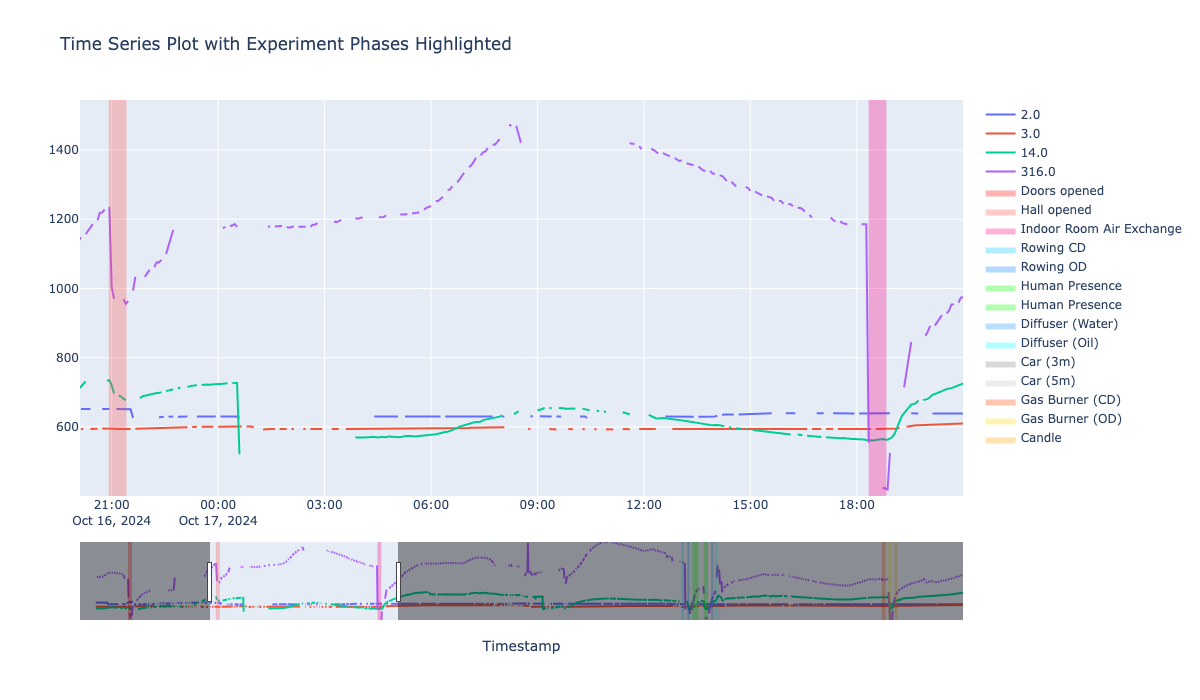 Time Series Plot with Experiment Phases Highlighted
1400
1200
1000
800
600
21:00
Oct 16, 2024
00:00
Oct 17, 2024
03:00
06:00
09:00
12:00
15:00
18:00
Timestamp
2.0
3.0
14.0
316.0
Doors opened
Hall opened
Indoor Room Air Exchange
Rowing CD
Rowing OD
Human Presence
Human Presence
Diffuser (Water)
Diffuser (Oil)
Car (3m)
Car (5m)
Gas Burner (CD)
Gas Burner (OD)
Candle